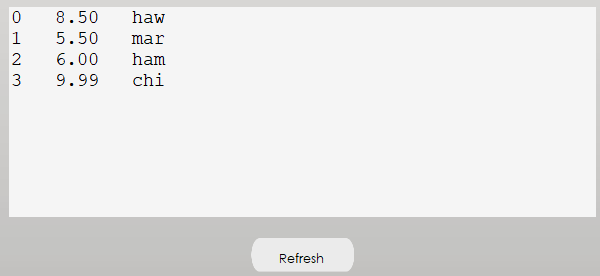 0   8.50   haw
1   5.50   mar
2   6.00   ham
3   9.99   chi
Refresh